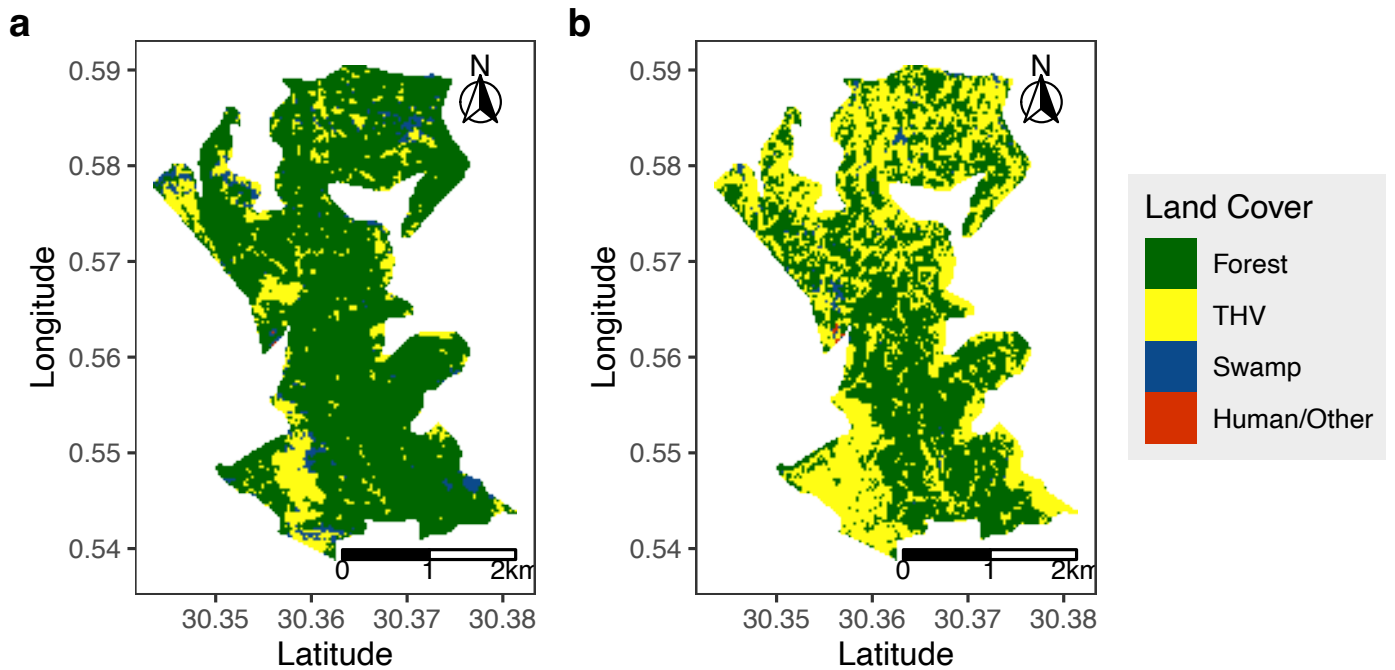 a
b
N
N
0.59
0.58
0.57
0.56
0.55
0.54
Longitude
0 1 2km
30.35 30.36 30.37 30.38
Latitude
0.59
0.58
0.57
0.56
0.55
0.54
Longitude
0 1 2km
30.35 30.36 30.37 30.38
Latitude
Land Cover
Forest
THV
Swamp
Human/Other